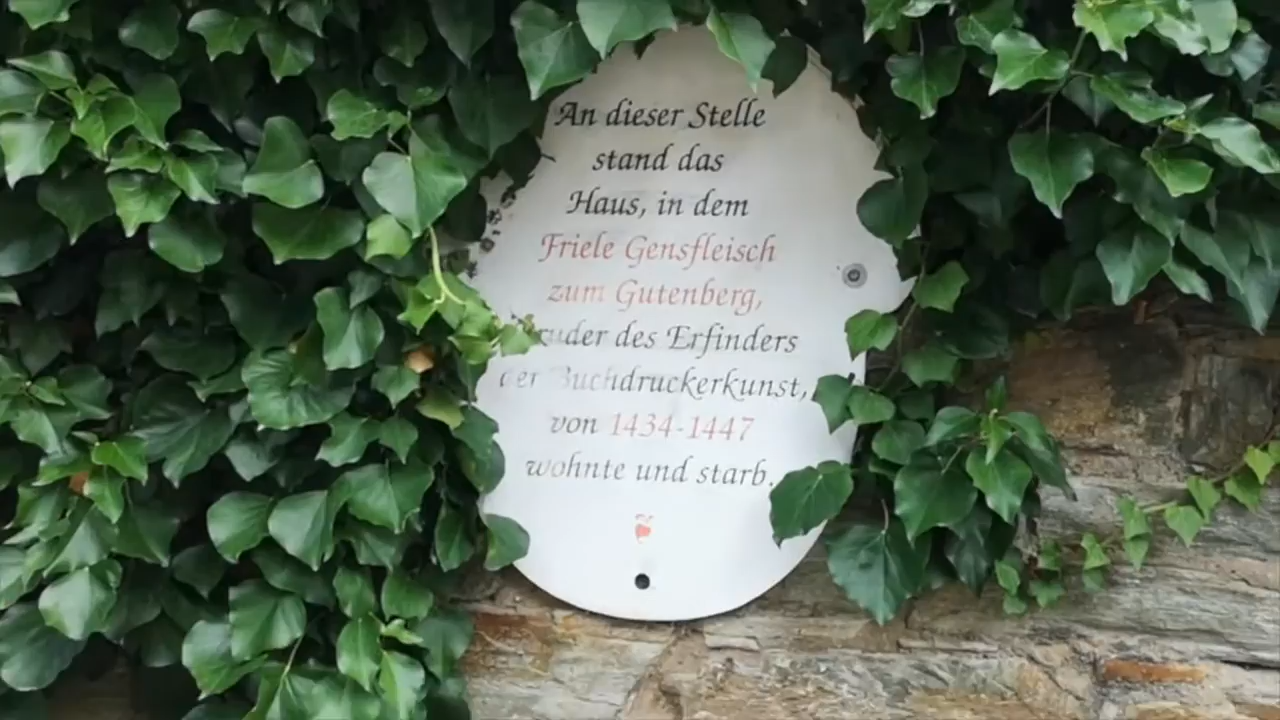 An dieser Stelle
stand das
Haus, in dem
Friele Gensfleisch
zum Gutenberg,
ruder des Erfinders
der Buchdruckerkunst,
von 1434-1447
wohnte und starb.